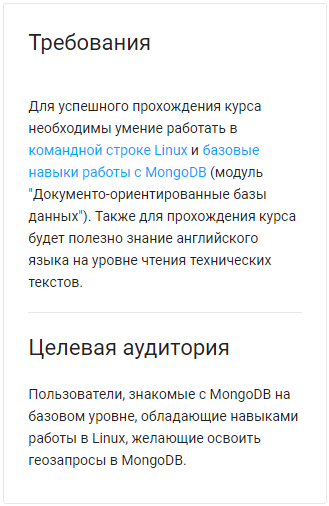 Требования
Для успешного прохождения курса
необходимы умение работать в
командной строке Linux и базовые
навыки работы с MongoDB (модуль
"Документо-ориентированные базы
данных"). Также для прохождения курса
будет полезно знание английского
языка на уровне чтения технических
текстов.
Целевая аудитория
Пользователи, знакомые с MongoDB на
базовом уровне, обладающие навыками
работы в Linux, желающие освоить
геозапросы в MongoDB.